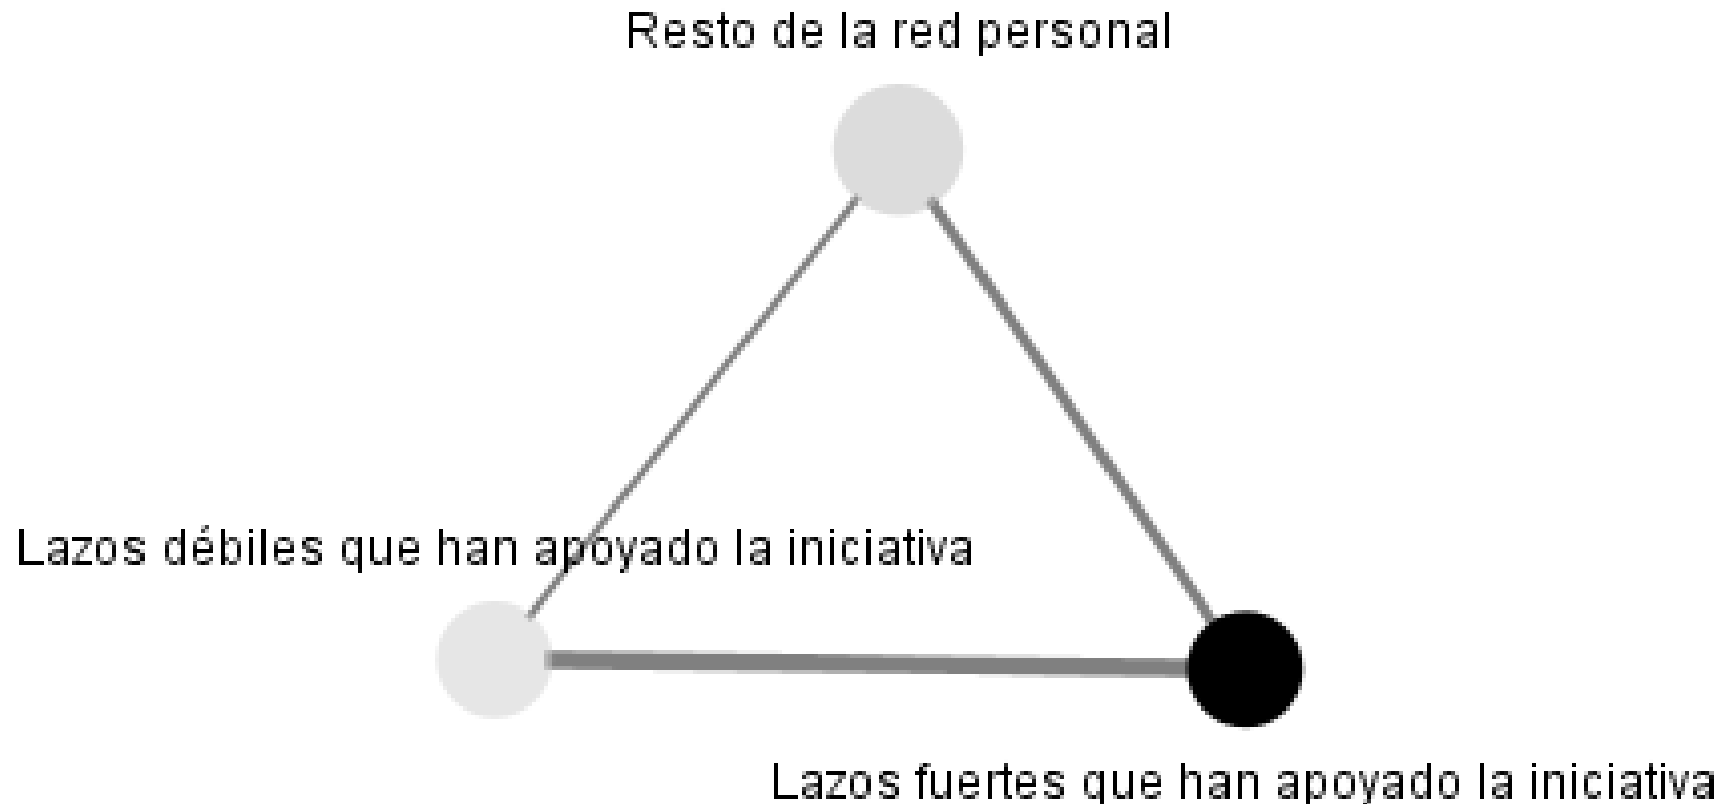 Resto de la red personal
Lazos débiles que han apoyado la iniciativa
Lazos fuertes que han apoyado la iniciativa